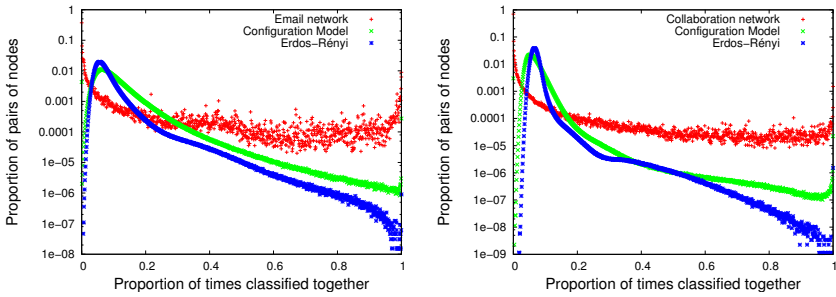 Email network
Configuration Model
Erdos−Rényi
1
0.1
0.01
0.001
0.0001
1e−05
1e−06
1e−07
1e−08
0
0.2
0.4
0.6
0.8
1
Proportion of pairs of nodes
Proportion of times classified together
Collaboration network
Configuration Model
Erdos−Rényi
1
0.1
0.01
0.001
0.0001
1e−05
1e−06
1e−07
1e−08
1e−09
0
0.2
0.4
0.6
0.8
1
Proportion of pairs of nodes
Proportion of times classified together